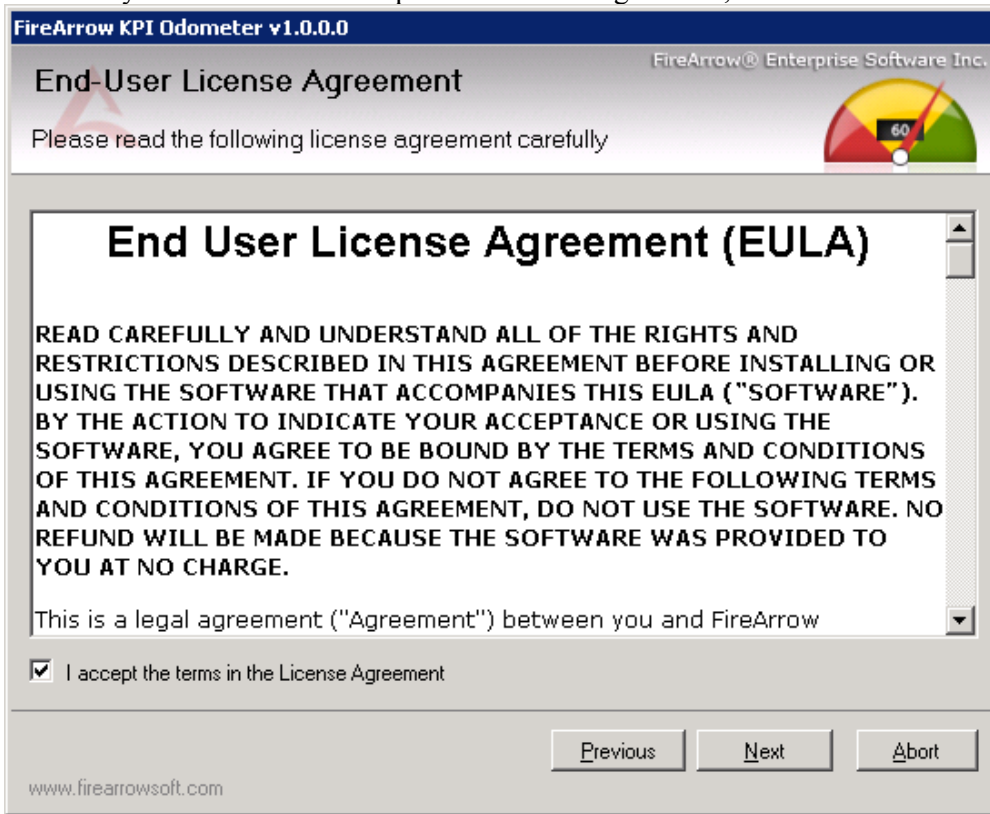 FireArrow KPI Odometer v1.0.0.0
FireArrow® Enterprise Software Inc.
End-User License Agreement
Please read the following license agreement carefully
60
End User License Agreement (EULA)
READ CAREFULLY AND UNDERSTAND ALL OF THE RIGHTS AND
RESTRICTIONS DESCRIBED IN THIS AGREEMENT BEFORE INSTALLING OR
USING THE SOFTWARE THAT ACCOMPANIES THIS EULA ("SOFTWARE").
BY THE ACTION TO INDICATE YOUR ACCEPTANCE OR USING THE
SOFTWARE, YOU AGREE TO BE BOUND BY THE TERMS AND CONDITIONS
OF THIS AGREEMENT. IF YOU DO NOT AGREE TO THE FOLLOWING TERMS
AND CONDITIONS OF THIS AGREEMENT, DO NOT USE THE SOFTWARE. NO
REFUND WILL BE MADE BECAUSE THE SOFTWARE WAS PROVIDED TO
YOU AT NO CHARGE.
This is a legal agreement ("Agreement") between you and FireArrow
I accept the terms in the License Agreement
Previous Next Abort
www.firearrowsoft.com